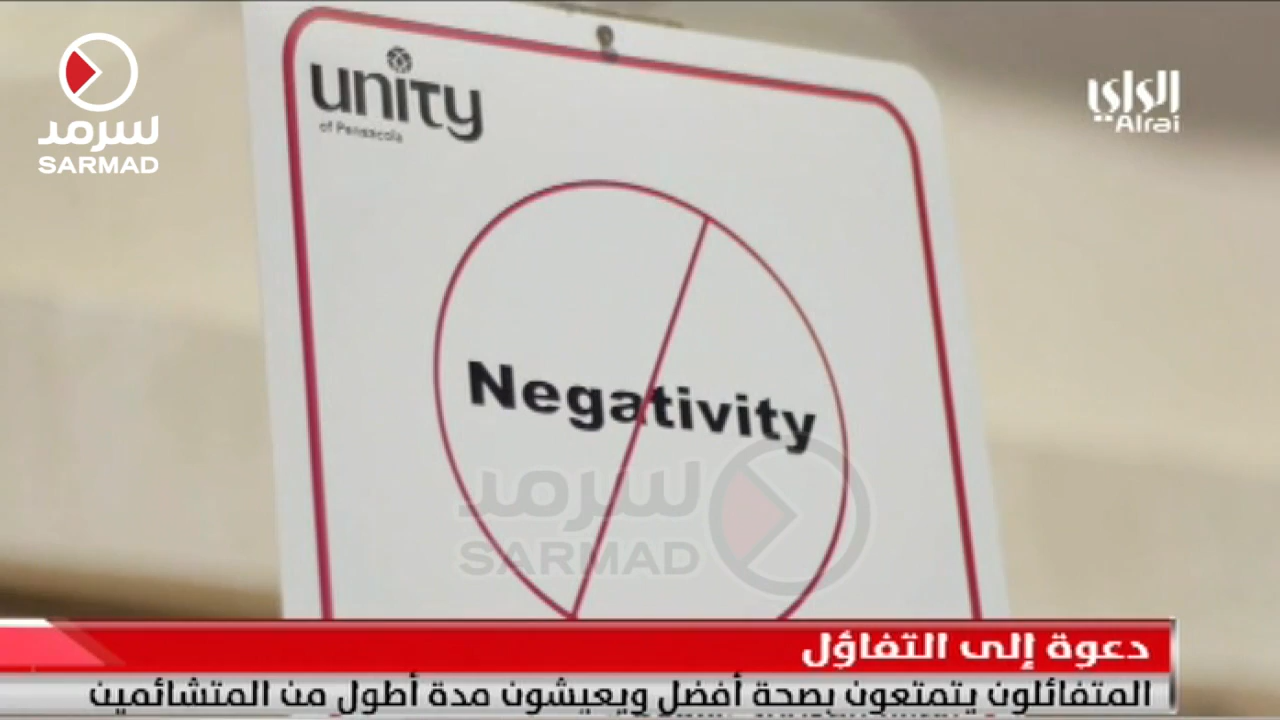 سرمد
SARMAD
unity
of Pensacola
الراي
Alrai
Negativity
سرمد
SARMAD
دعوة إلى التفاؤل
المتفائلون يتمتعون بصحة أفضل ويعيشون مدة أطول من المتشائمين